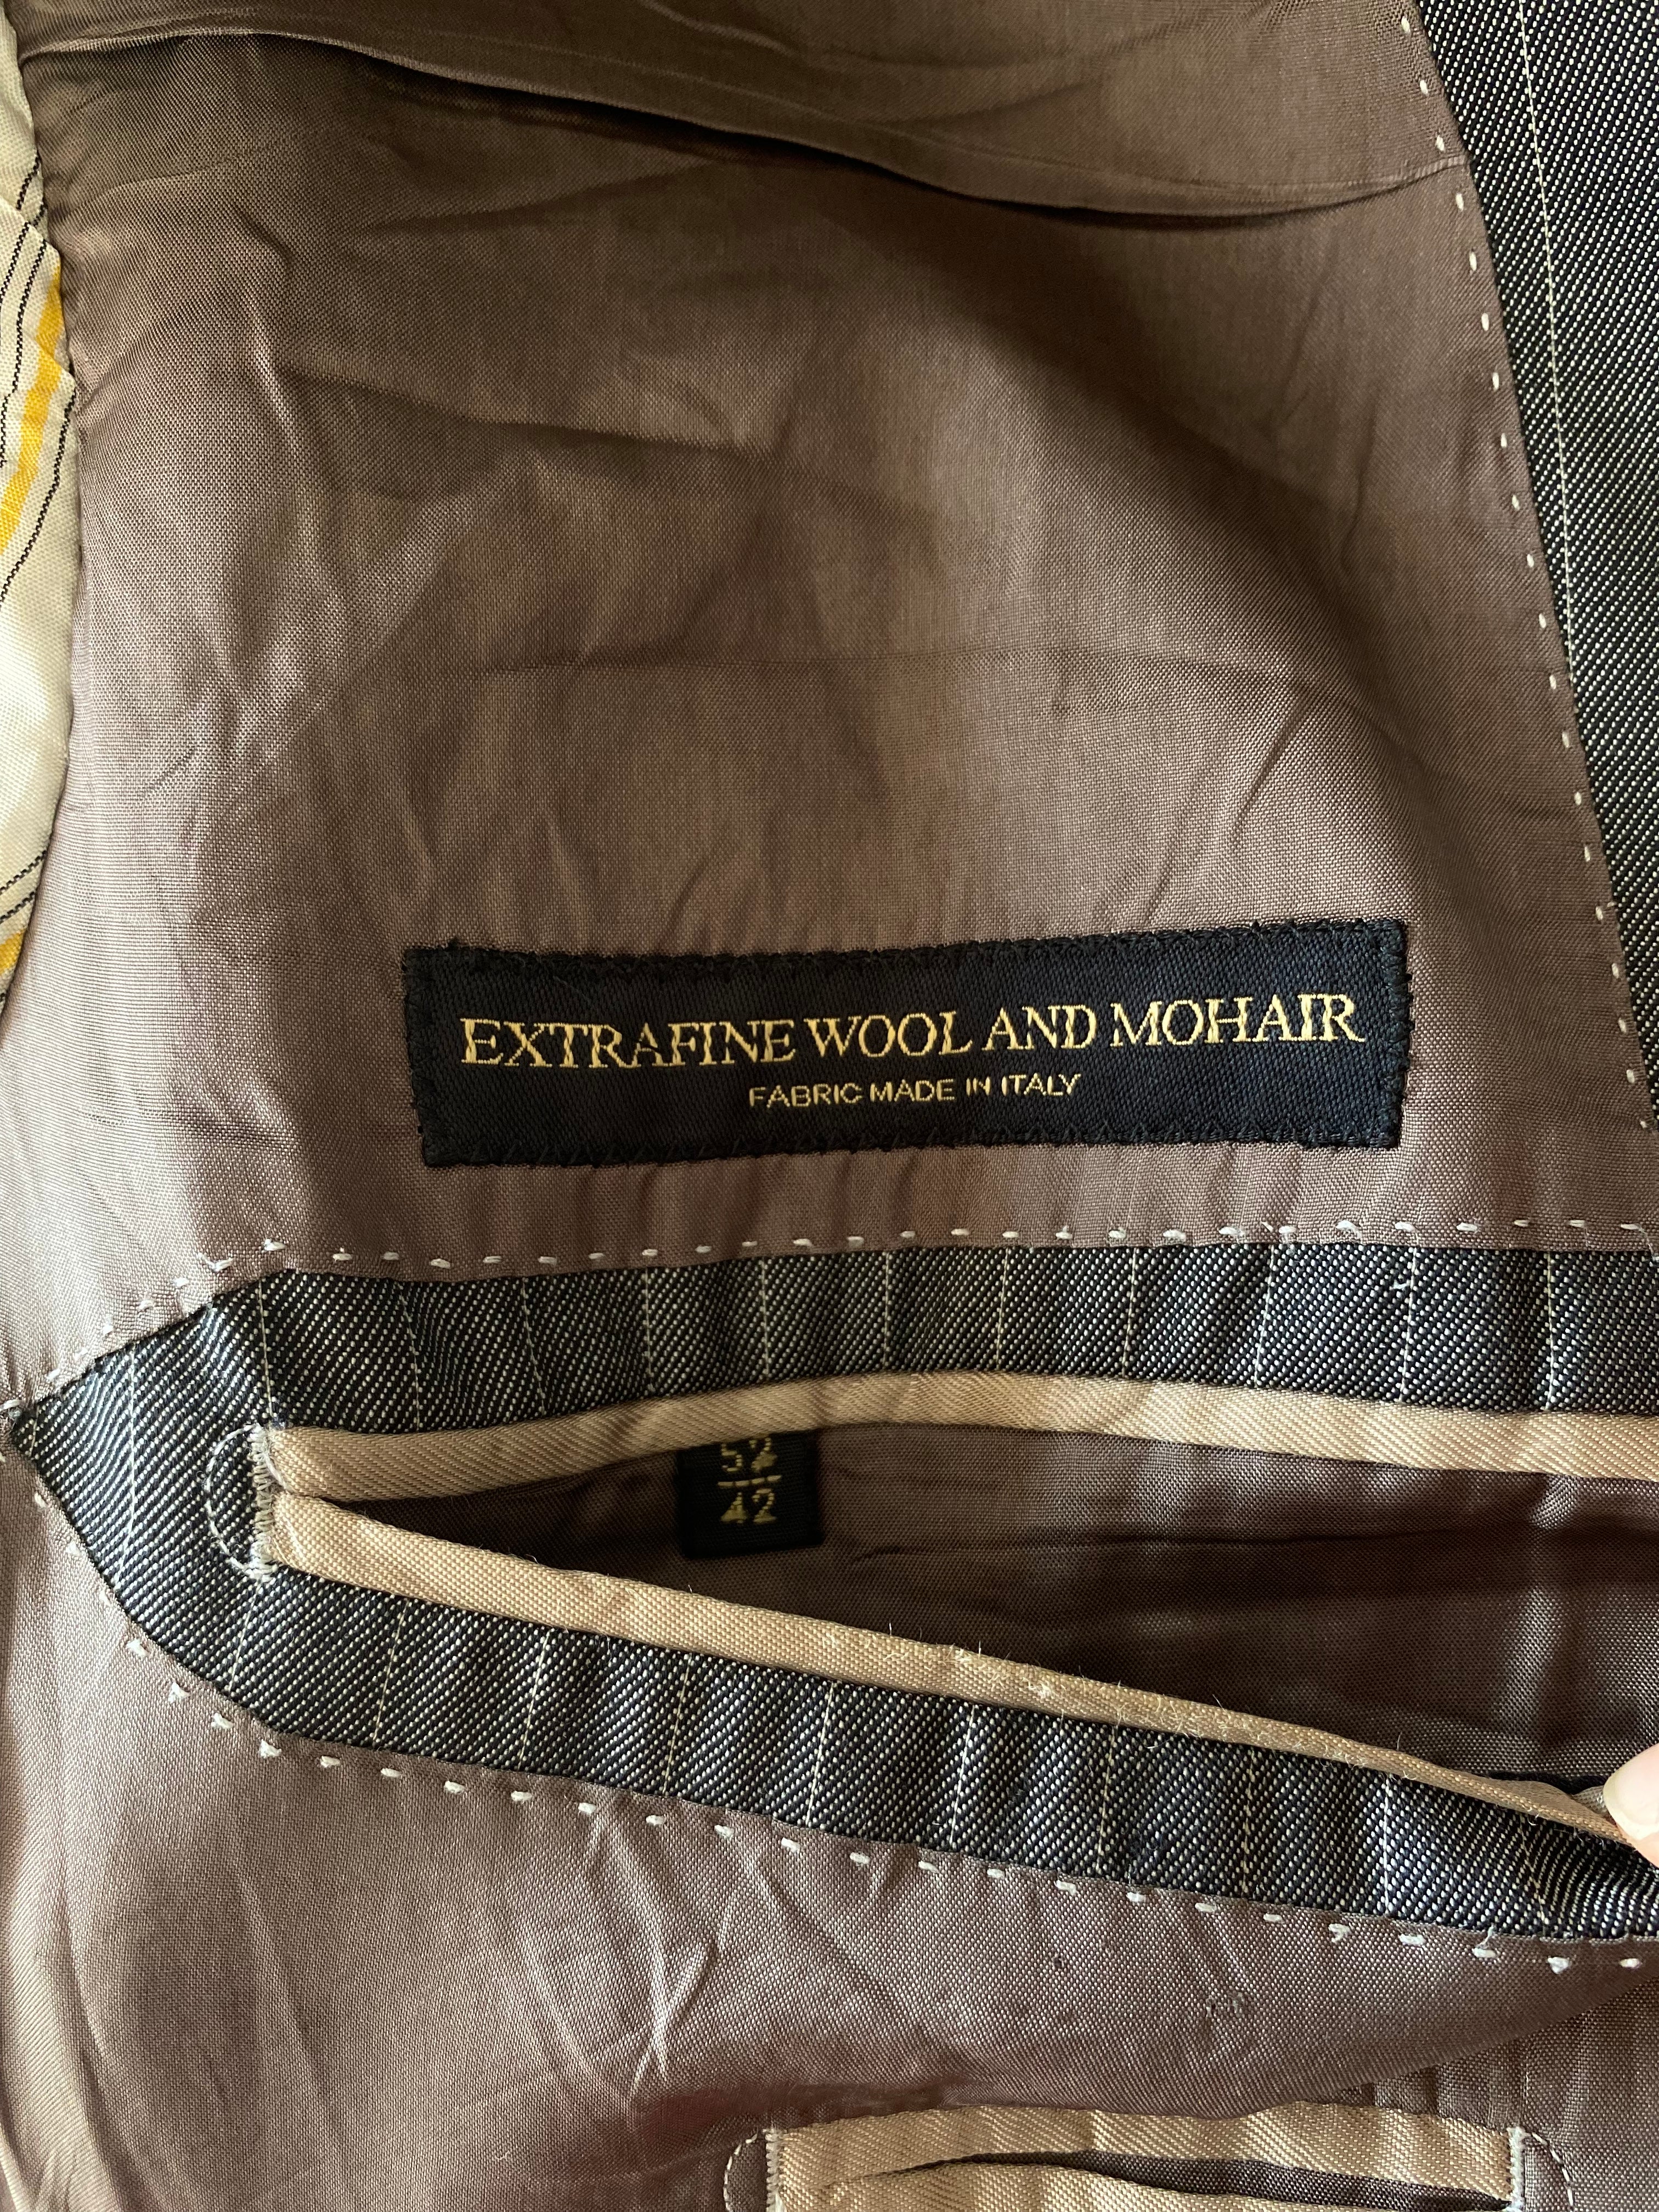 EXTRAFINE WOOL AND MOHAIR
FABRIC MADE IN ITALY
52
42